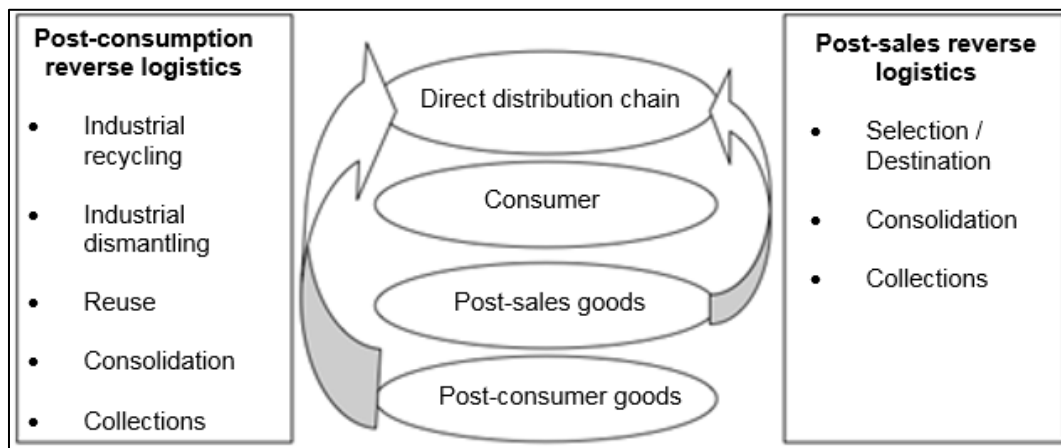 Post-consumption
reverse logistics
• Industrial
recycling
• Industrial
dismantling
• Reuse
• Consolidation
• Collections
Direct distribution chain
Consumer
Post-sales goods
Post-consumer goods
Post-sales reverse
logistics
• Selection /
Destination
• Consolidation
• Collections